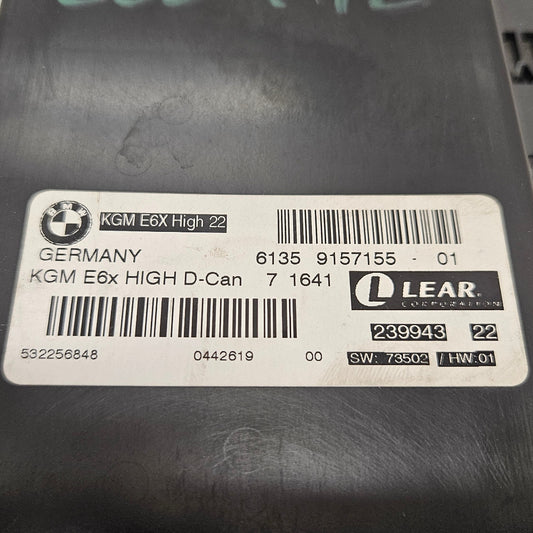 BMW
KGM E6X High 22
GERMANY 6135 9157155 - 01
KGM E6x HIGH D-Can 7 1641
LEAR.
CORPORATION
239943 22
532256848 0442619 00 SW: 73502 / HW:01